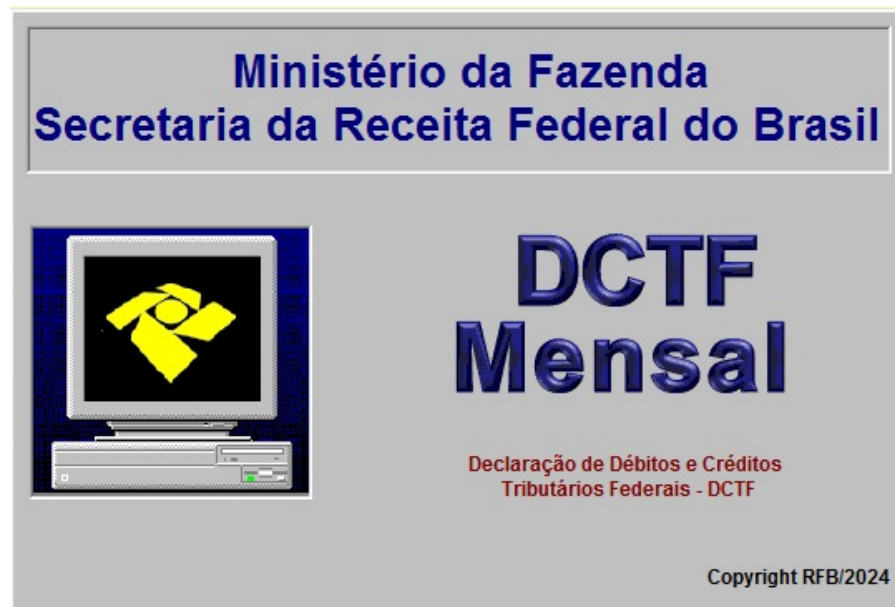 Ministério da Fazenda
Secretaria da Receita Federal do Brasil
DCTF
Mensal
Declaração de Débitos e Créditos
Tributários Federais - DCTF
Copyright RFB/2024